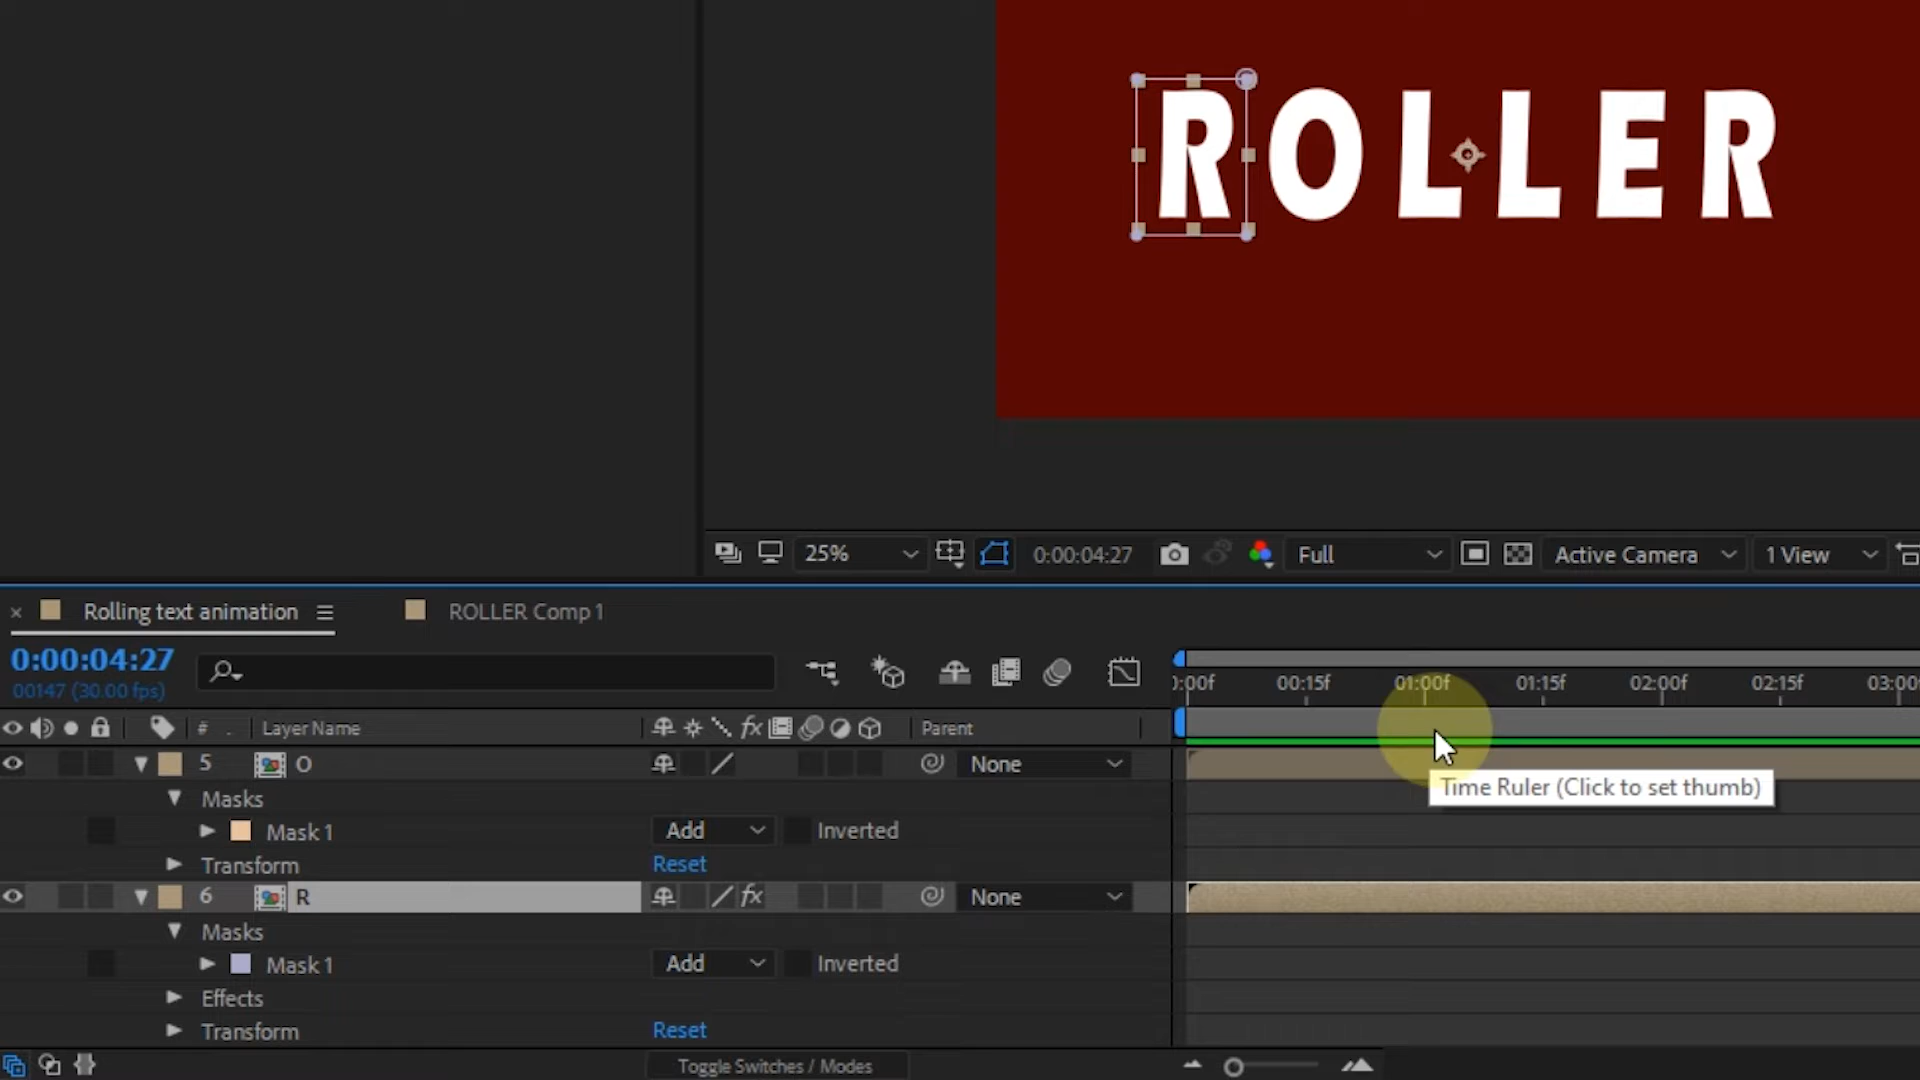 ROLLER
25%
0:00:04:27
Full
Active Camera
1 View
Rolling text animation
ROLLER Comp 1
0:00:04:27
00147 (30.00 fps)
0:00f 00:15f 01:00f 01:15f 02:00f 02:15f 03:00
# . Layer Name fx Parent
5 O None
Masks
Mask 1 Add Inverted
Transform Reset
Time Ruler (Click to set thumb)
6 R fx None
Masks
Mask 1 Add Inverted
Effects
Transform Reset
Toggle Switches / Modes